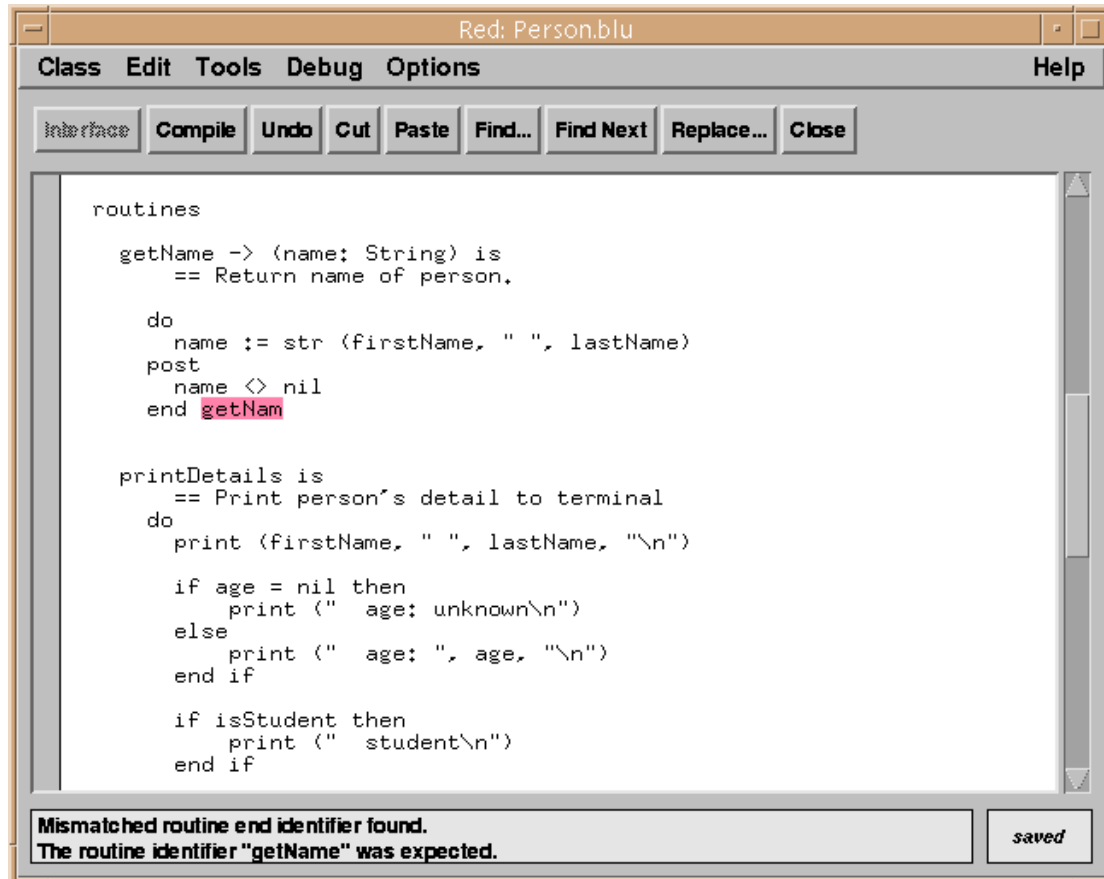 Red: Person.blu
Class Edit Tools Debug Options Help
Interface Compile Undo Cut Paste Find... Find Next Replace... Close
routines
getName -> (name: String) is
== Return name of person.
do
name := str (firstName, " ", lastName)
post
name <> nil
end getNam
printDetails is
== Print person's detail to terminal
do
print (firstName, " ", lastName, "\n")
if age = nil then
print ("  age: unknown\n")
else
print ("  age: ", age, "\n")
end if
if isStudent then
print ("  student\n")
end if
Mismatched routine end identifier found.
The routine identifier "getName" was expected.
saved